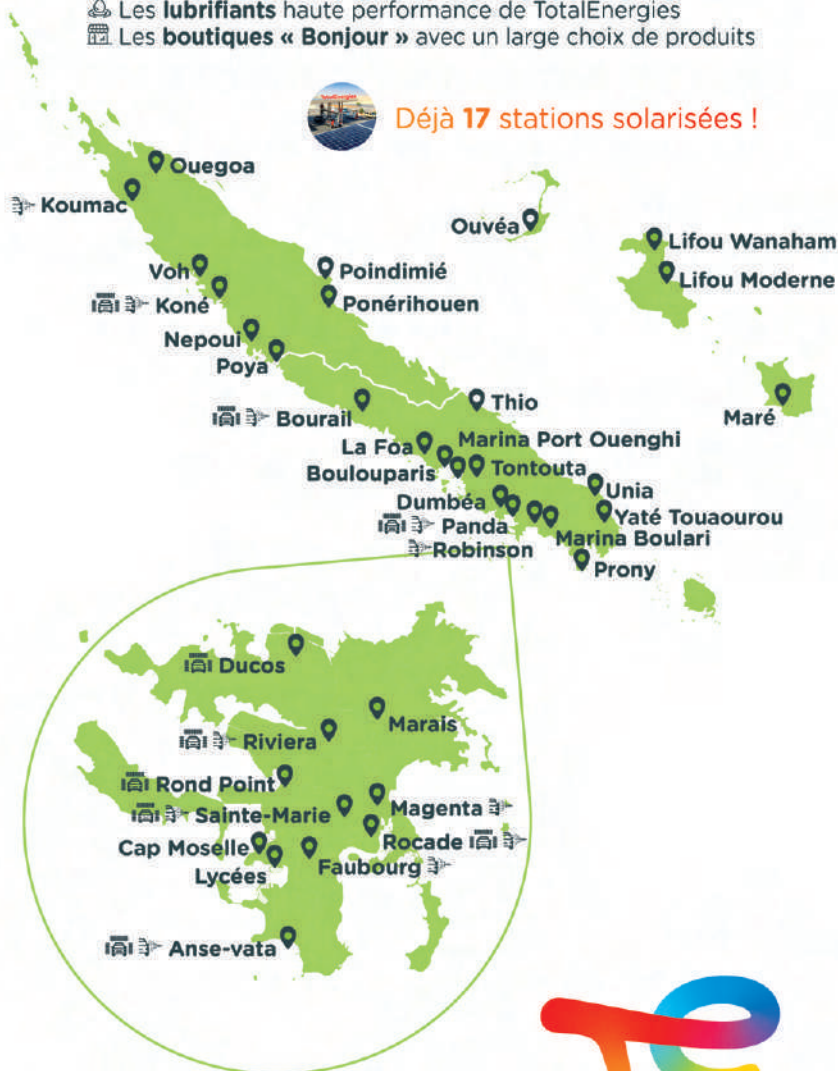 Les lubrifiants haute performance de TotalEnergies
Les boutiques « Bonjour » avec un large choix de produits
TotalEnergies
Déjà 17 stations solarisées !
Ouegoa
Koumac
Ouvéa
Lifou Wanaham
Voh
Poindimié
Lifou Moderne
Koné
Ponérihouen
Nepoui
Poya
Thio
Maré
Bourail
La Foa
Marina Port Ouenghi
Boulouparis
Tontouta
Unia
Dumbéa
Yaté Touaourou
Panda
Marina Boulari
Robinson
Prony
Ducos
Marais
Riviera
Rond Point
Sainte-Marie
Magenta
Rocade
Cap Moselle
Faubourg
Lycées
Anse-vata